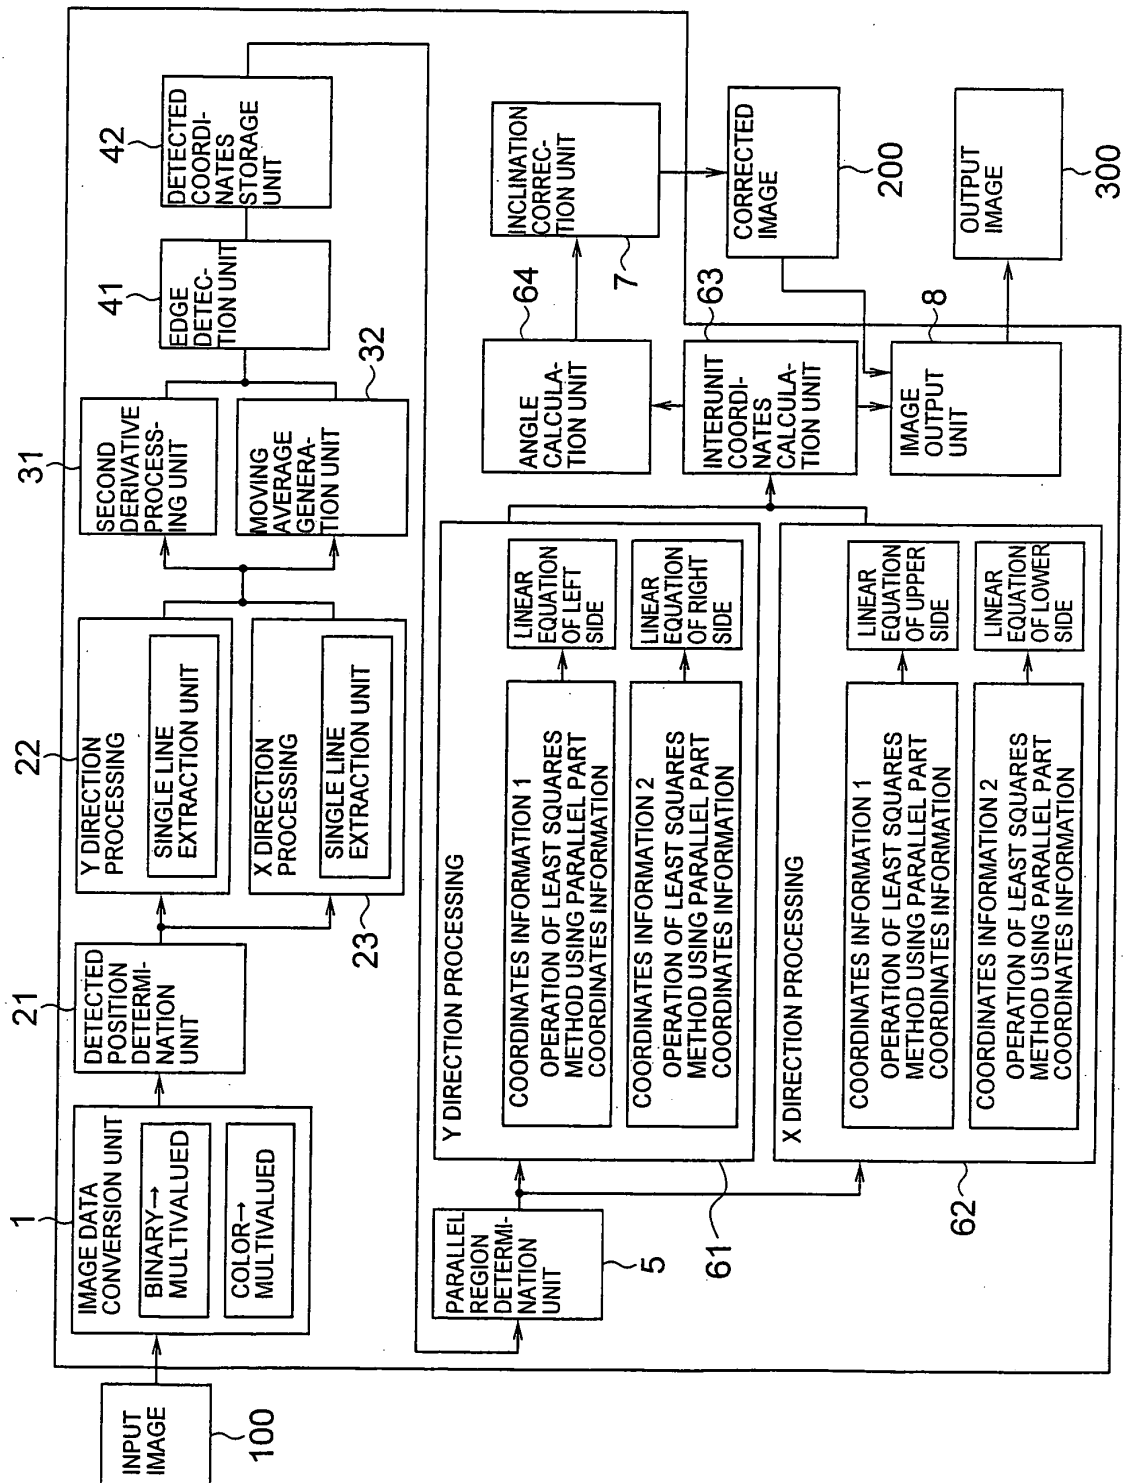 INPUT
IMAGE
100
1
IMAGE DATA
CONVERSION UNIT
BINARY→
MULTIVALUED
COLOR→
MULTIVALUED
21
DETECTED
POSITION
DETERMI-
NATION
UNIT
22
Y DIRECTION
PROCESSING
SINGLE LINE
EXTRACTION UNIT
X DIRECTION
PROCESSING
SINGLE LINE
EXTRACTION UNIT
23
31
SECOND
DERIVATIVE
PROCESS-
ING UNIT
MOVING
AVERAGE
GENERA-
TION UNIT
32
41
EDGE
DETEC-
TION UNIT
42
DETECTED
COORDI-
NATES
STORAGE
UNIT
PARALLEL
REGION
DETERMI-
NATION
UNIT
5
Y DIRECTION PROCESSING
COORDINATES INFORMATION 1
OPERATION OF LEAST SQUARES
METHOD USING PARALLEL PART
COORDINATES INFORMATION
LINEAR
EQUATION
OF LEFT
SIDE
COORDINATES INFORMATION 2
OPERATION OF LEAST SQUARES
METHOD USING PARALLEL PART
COORDINATES INFORMATION
LINEAR
EQUATION
OF RIGHT
SIDE
61
X DIRECTION PROCESSING
COORDINATES INFORMATION 1
OPERATION OF LEAST SQUARES
METHOD USING PARALLEL PART
COORDINATES INFORMATION
LINEAR
EQUATION
OF UPPER
SIDE
COORDINATES INFORMATION 2
OPERATION OF LEAST SQUARES
METHOD USING PARALLEL PART
COORDINATES INFORMATION
LINEAR
EQUATION
OF LOWER
SIDE
62
64
ANGLE
CALCULA-
TION UNIT
INTERUNIT
COORDI-
NATES
CALCULA-
TION UNIT
63
IMAGE
OUTPUT
UNIT
8
INCLINATION
CORREC-
TION UNIT
7
CORRECTED
IMAGE
200
OUTPUT
IMAGE
300